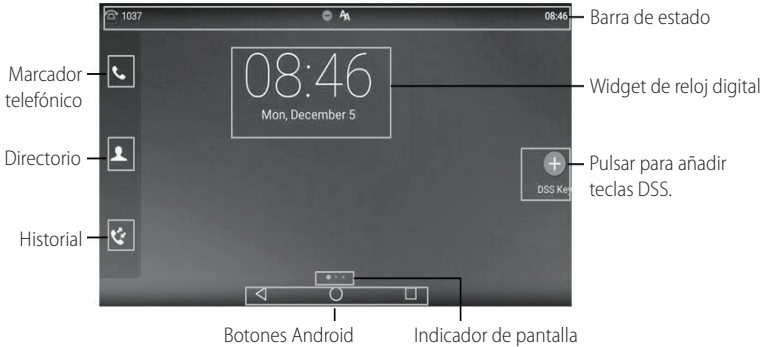 1037
08:46
Barra de estado
08:46
Mon, December 5
Widget de reloj digital
Marcador
telefónico
Directorio
Historial
DSS Key
Pulsar para añadir
teclas DSS.
Botones Android
Indicador de pantalla